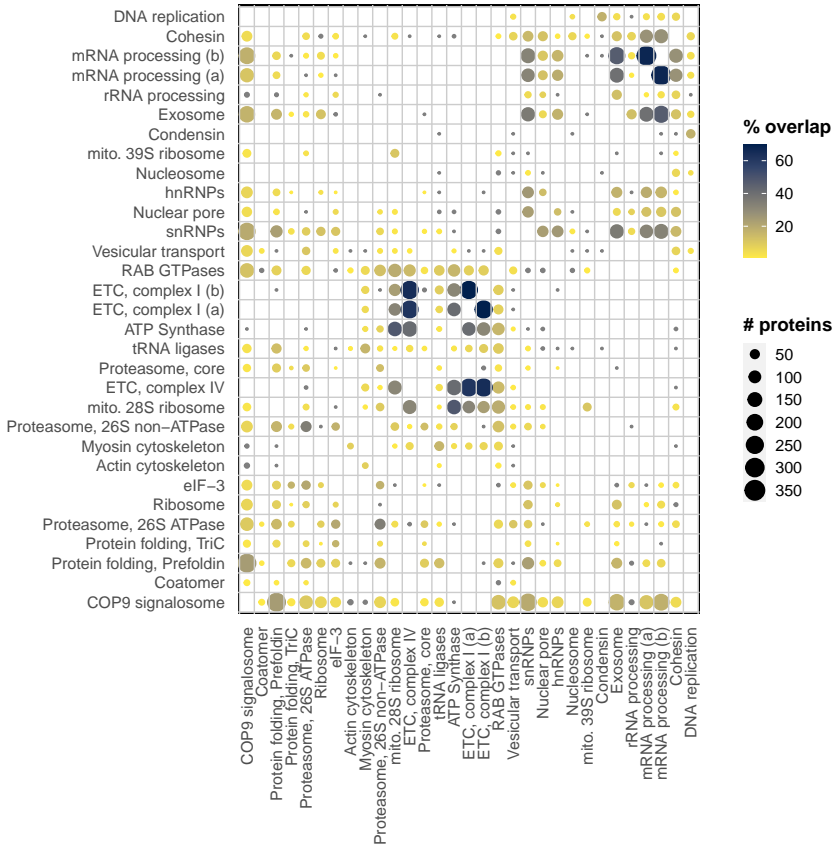 DNA replication
Cohesin
mRNA processing (b)
mRNA processing (a)
rRNA processing
Exosome
Condensin
mito. 39S ribosome
Nucleosome
hnRNPs
Nuclear pore
snRNPs
Vesicular transport
RAB GTPases
ETC, complex I (b)
ETC, complex I (a)
ATP Synthase
tRNA ligases
Proteasome, core
ETC, complex IV
mito. 28S ribosome
Proteasome, 26S non−ATPase
Myosin cytoskeleton
Actin cytoskeleton
eIF−3
Ribosome
Proteasome, 26S ATPase
Protein folding, TriC
Protein folding, Prefoldin
Coatomer
COP9 signalosome
COP9 signalosome
Coatomer
Protein folding, Prefoldin
Protein folding, TriC
Proteasome, 26S ATPase
Ribosome
eIF−3
Actin cytoskeleton
Myosin cytoskeleton
Proteasome, 26S non−ATPase
mito. 28S ribosome
ETC, complex IV
Proteasome, core
tRNA ligases
ATP Synthase
ETC, complex I (a)
ETC, complex I (b)
RAB GTPases
Vesicular transport
snRNPs
Nuclear pore
hnRNPs
Nucleosome
mito. 39S ribosome
Condensin
Exosome
rRNA processing
mRNA processing (a)
mRNA processing (b)
Cohesin
DNA replication
% overlap
60
40
20
# proteins
50
100
150
200
250
300
350